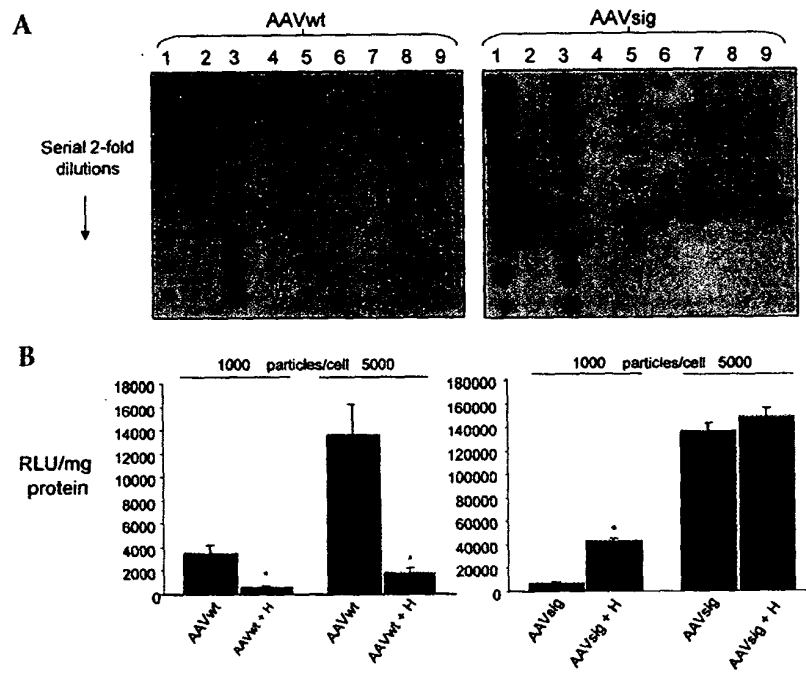 A
AAVwt
1 2 3 4 5 6 7 8 9
AAVsig
1 2 3 4 5 6 7 8 9
Serial 2-fold
dilutions
B
1000 particles/cell 5000
18000
16000
14000
12000
10000
8000
6000
4000
2000
0
RLU/mg
protein
*
*
AAVwt
AAVwt + H
AAVwt
AAVwt + H
1000 particles/cell 5000
180000
160000
140000
120000
100000
80000
60000
40000
20000
0
*
AAVsig
AAVsig + H
AAVsig
AAVsig + H